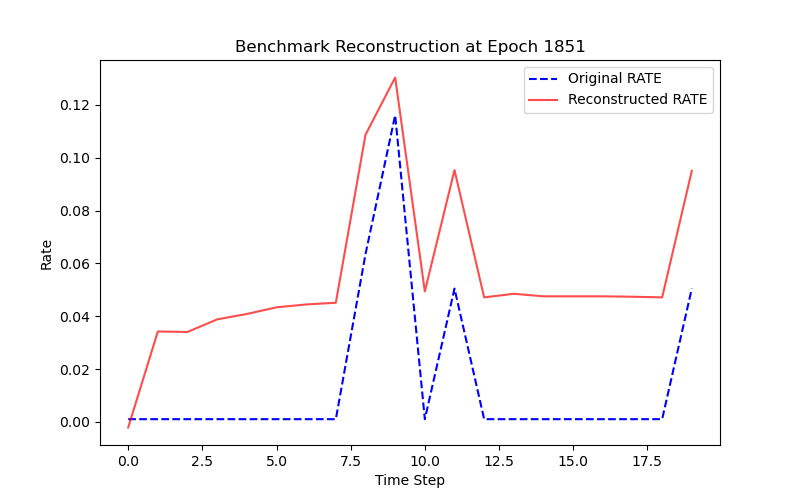 Benchmark Reconstruction at Epoch 1851
Original RATE
Reconstructed RATE
0.12
0.10
0.08
0.06
0.04
0.02
0.00
Rate
0.0 2.5 5.0 7.5 10.0 12.5 15.0 17.5
Time Step